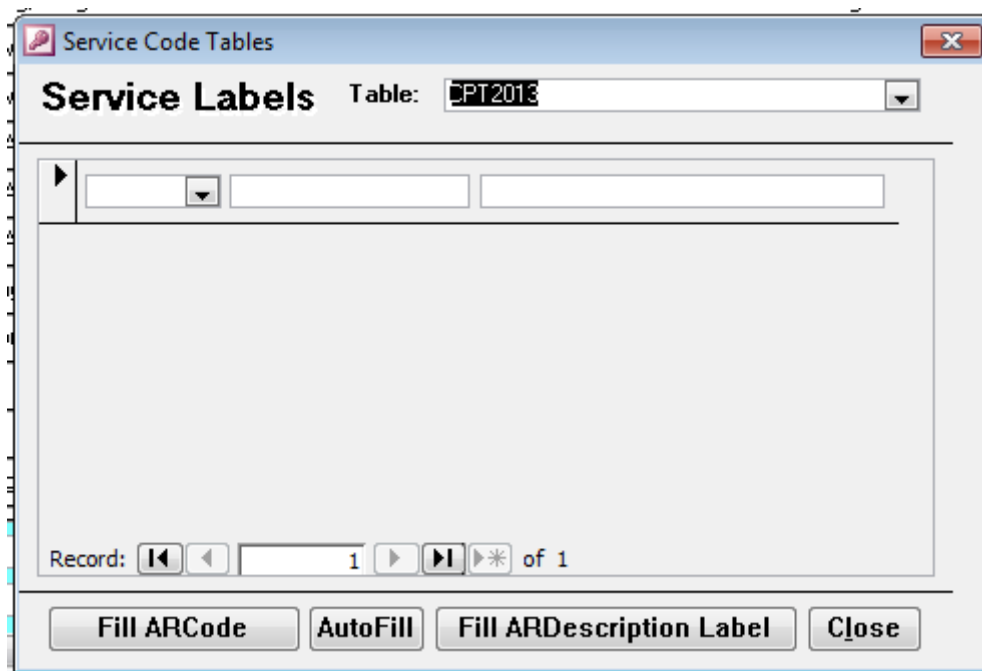 Service Code Tables
Service Labels Table: CPT2013
Record: 1 of 1
Fill ARCode AutoFill Fill ARDescription Label Close